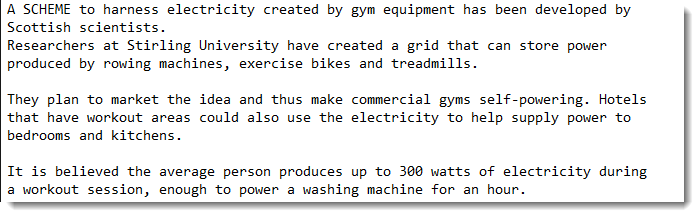 A SCHEME to harness electricity created by gym equipment has been developed by
Scottish scientists.
Researchers at Stirling University have created a grid that can store power
produced by rowing machines, exercise bikes and treadmills.

They plan to market the idea and thus make commercial gyms self-powering. Hotels
that have workout areas could also use the electricity to help supply power to
bedrooms and kitchens.

It is believed the average person produces up to 300 watts of electricity during
a workout session, enough to power a washing machine for an hour.